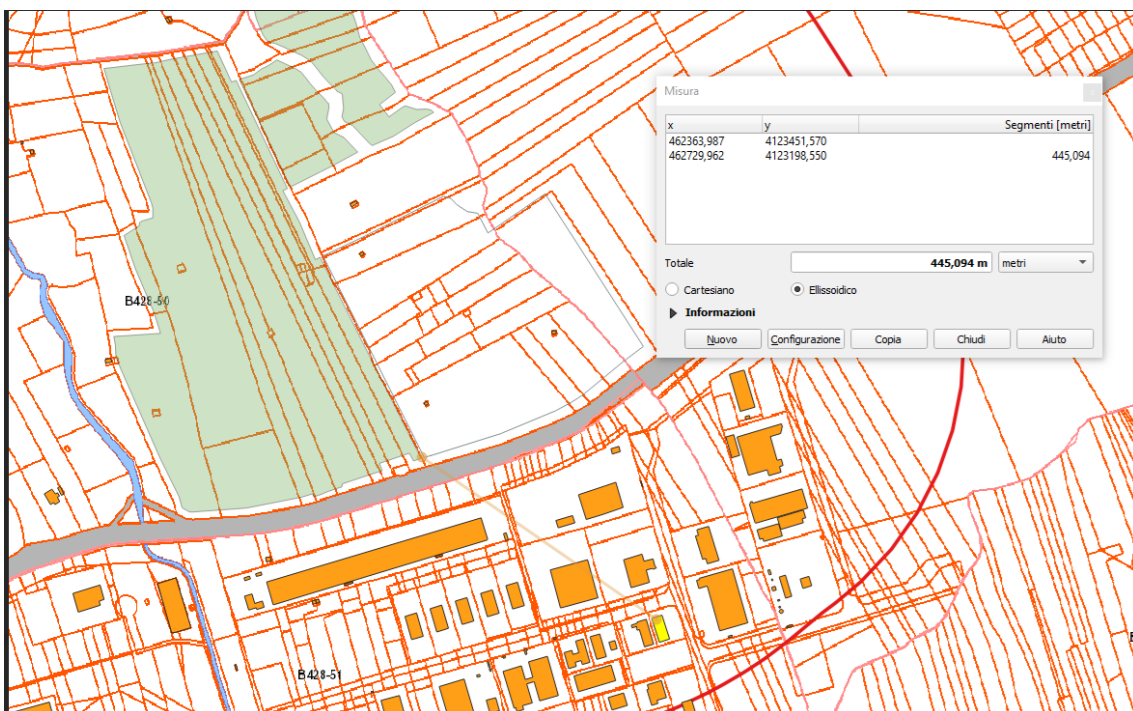 Misura
x y Segmenti [metri]
462363,987 4123451,570
462729,962 4123198,550 445,094
Totale 445,094 m metri
Cartesiano Ellissoidico
Informazioni
Nuovo Configurazione Copia Chiudi Aiuto
B428-50
B428-51